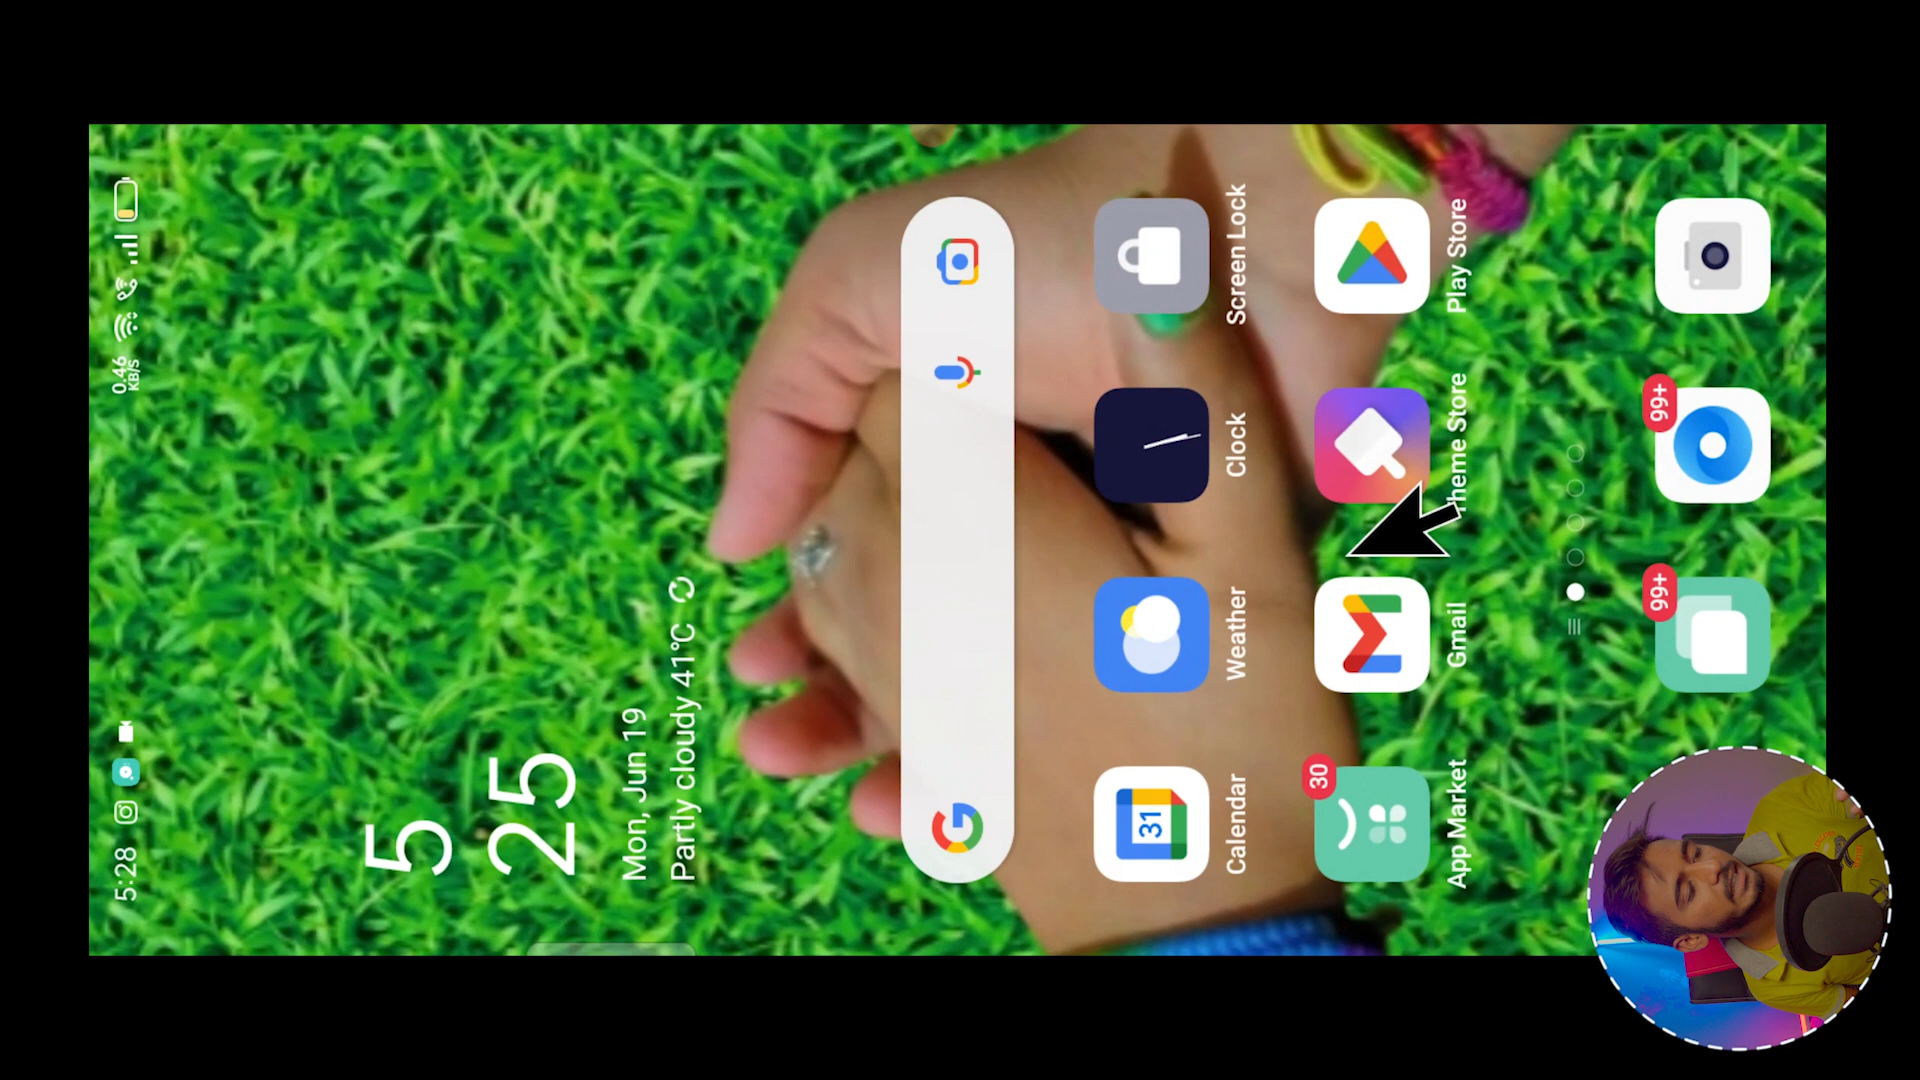 5:28
0.46
KB/S
5
25
Mon, Jun 19
Partly cloudy 41°C
31
Calendar
Weather
Clock
Screen Lock
30
App Market
Gmail
Theme Store
Play Store
99+
99+